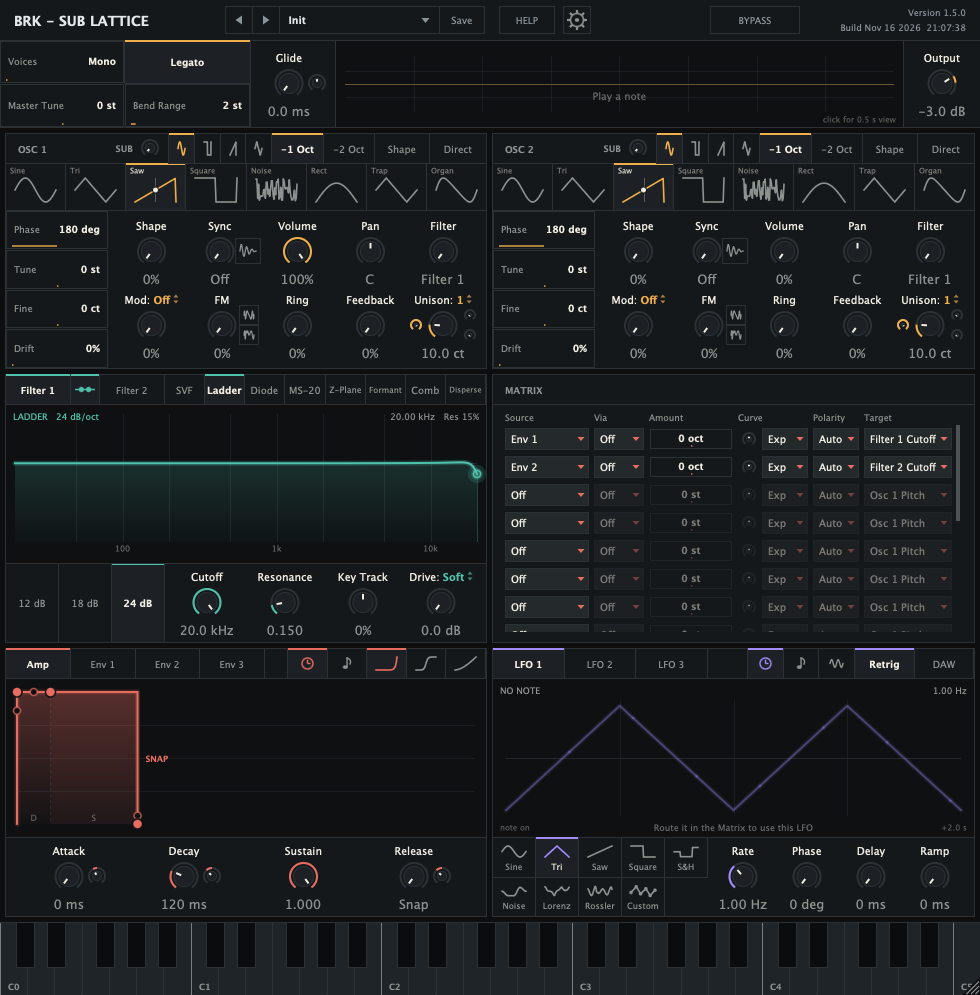 BRK – SUB LATTICE
Init
Save
HELP
BYPASS
Version 1.5.0
Build Nov 16 2026 21:07:38
Voices Mono
Legato
Master Tune 0 st
Bend Range 2 st
Glide
0.0 ms
Play a note
click for 0.5 s view
Output
−3.0 dB
OSC 1 SUB −1 Oct −2 Oct Shape Direct
Sine Tri Saw Square Noise Rect Trap Organ
Phase 180 deg
Tune 0 st
Fine 0 ct
Drift 0%
Shape Sync Volume Pan Filter
0% Off 100% C Filter 1
Mod: Off FM Ring Feedback Unison: 1
0% 0% 0% 0% 10.0 ct
OSC 2 SUB −1 Oct −2 Oct Shape Direct
Sine Tri Saw Square Noise Rect Trap Organ
Phase 180 deg
Tune 0 st
Fine 0 ct
Drift 0%
Shape Sync Volume Pan Filter
0% Off 0% C Filter 1
Mod: Off FM Ring Feedback Unison: 1
0% 0% 0% 0% 10.0 ct
Filter 1 Filter 2 SVF Ladder Diode MS-20 Z-Plane Formant Comb Disperse
LADDER 24 dB/oct 20.00 kHz Res 15%
100 1k 10k
12 dB 18 dB 24 dB
Cutoff Resonance Key Track Drive: Soft
20.0 kHz 0.150 0% 0.0 dB
MATRIX
Source Via Amount Curve Polarity Target
Env 1 Off 0 oct Exp Auto Filter 1 Cutoff
Env 2 Off 0 oct Exp Auto Filter 2 Cutoff
Off Off 0 st Exp Auto Osc 1 Pitch
Off Off 0 st Exp Auto Osc 1 Pitch
Off Off 0 st Exp Auto Osc 1 Pitch
Off Off 0 st Exp Auto Osc 1 Pitch
Off Off 0 st Exp Auto Osc 1 Pitch
Amp Env 1 Env 2 Env 3
SNAP
D S
Attack Decay Sustain Release
0 ms 120 ms 1.000 Snap
LFO 1 LFO 2 LFO 3 Retrig DAW
NO NOTE 1.00 Hz
note on Route it in the Matrix to use this LFO +2.0 s
Sine Tri Saw Square S&H
Noise Lorenz Rossler Custom
Rate Phase Delay Ramp
1.00 Hz 0 deg 0 ms 0 ms
C0 C1 C2 C3 C4